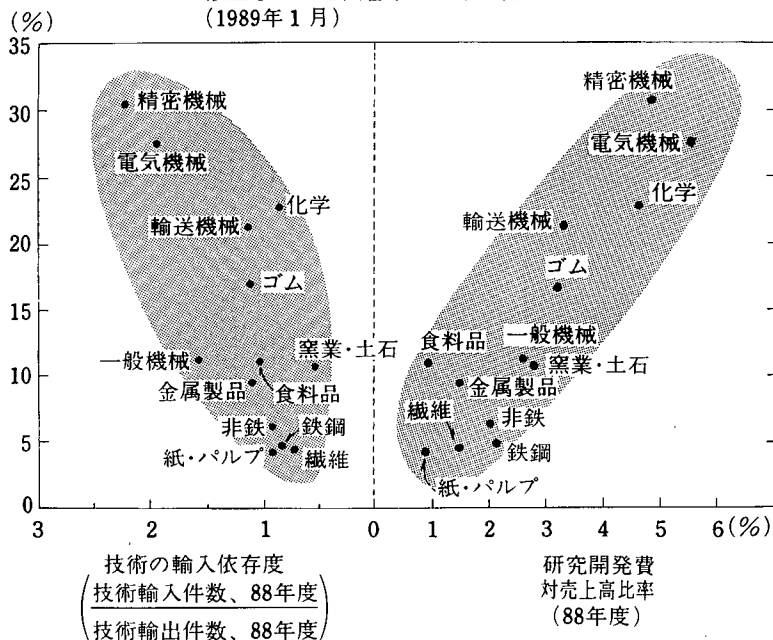 (1989年1月)
(%)
35
30
25
20
15
10
5
0
精密機械
電気機械
化学
輸送機械
ゴム
一般機械
窯業・土石
金属製品
食料品
非鉄
鉄鋼
紙・パルプ
繊維
精密機械
電気機械
化学
輸送機械
ゴム
食料品
一般機械
窯業・土石
金属製品
繊維
非鉄
鉄鋼
紙・パルプ
3 2 1 0 1 2 3 4 5 6 (%)
技術の輸入依存度
技術輸入件数、88年度
技術輸出件数、88年度
研究開発費
対売上高比率
(88年度)